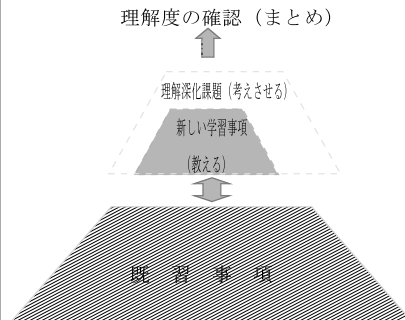 理解度の確認（まとめ）
理解深化課題（考えさせる）
新しい学習事項
（教える）
既習事項